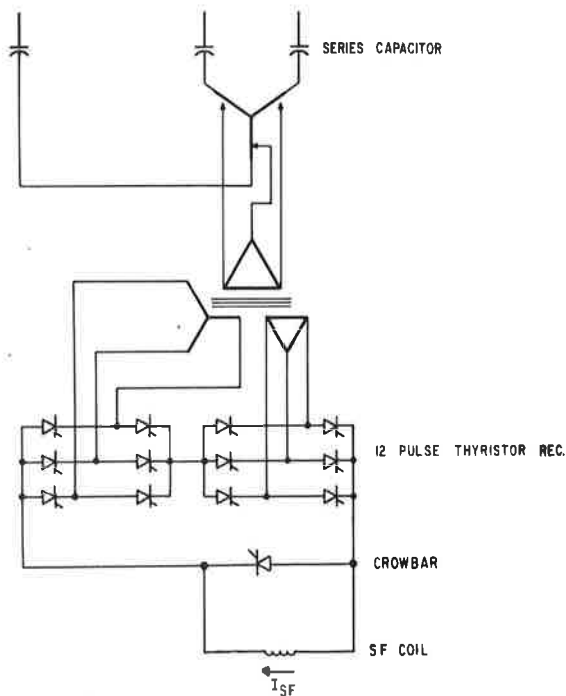 SERIES CAPACITOR
12 PULSE THYRISTOR REC.
CROWBAR
SF COIL
I_SF